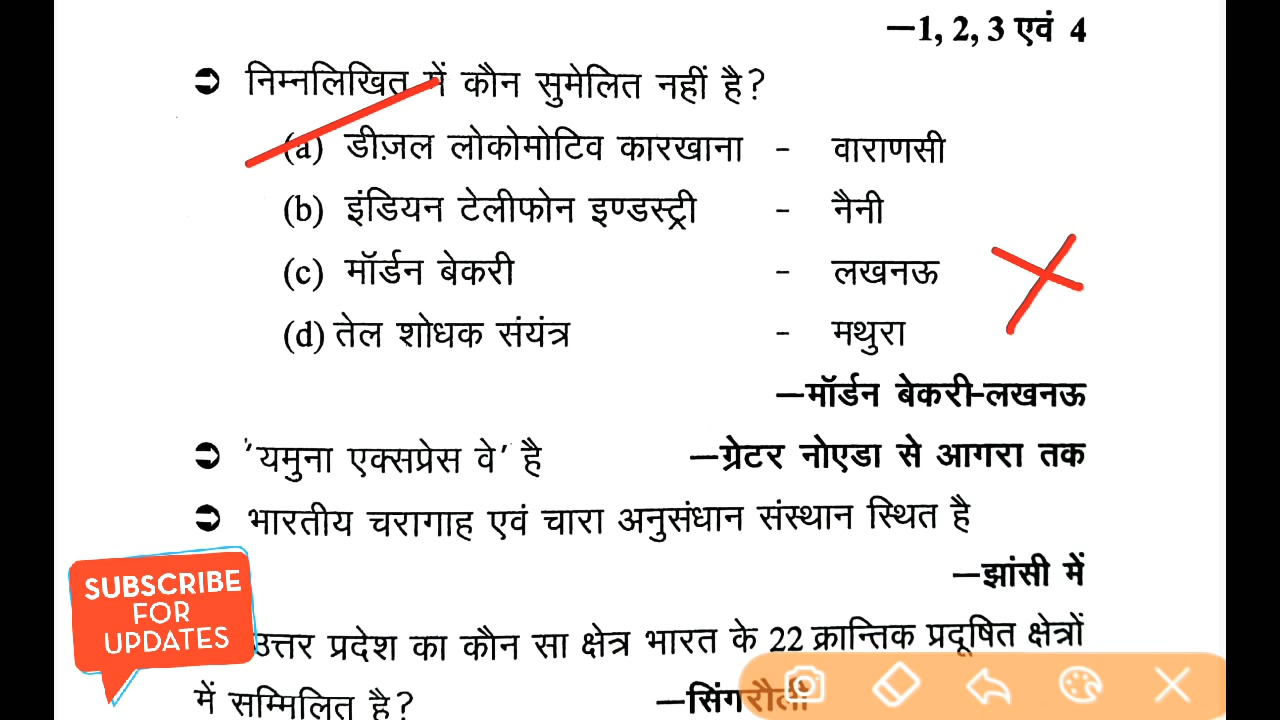 —1, 2, 3 एवं 4
➲ निम्नलिखित में कौन सुमेलित नहीं है?
(a) डीज़ल लोकोमोटिव कारखाना - वाराणसी
(b) इंडियन टेलीफोन इण्डस्ट्री - नैनी
(c) मॉर्डन बेकरी - लखनऊ
(d) तेल शोधक संयंत्र - मथुरा
—मॉर्डन बेकरी-लखनऊ
➲ 'यमुना एक्सप्रेस वे' है —ग्रेटर नोएडा से आगरा तक
➲ भारतीय चरागाह एवं चारा अनुसंधान संस्थान स्थित है
—झांसी में
उत्तर प्रदेश का कौन सा क्षेत्र भारत के 22 क्रान्तिक प्रदूषित क्षेत्रों
में सम्मिलित है? —सिंगरौली
SUBSCRIBE
FOR
UPDATES